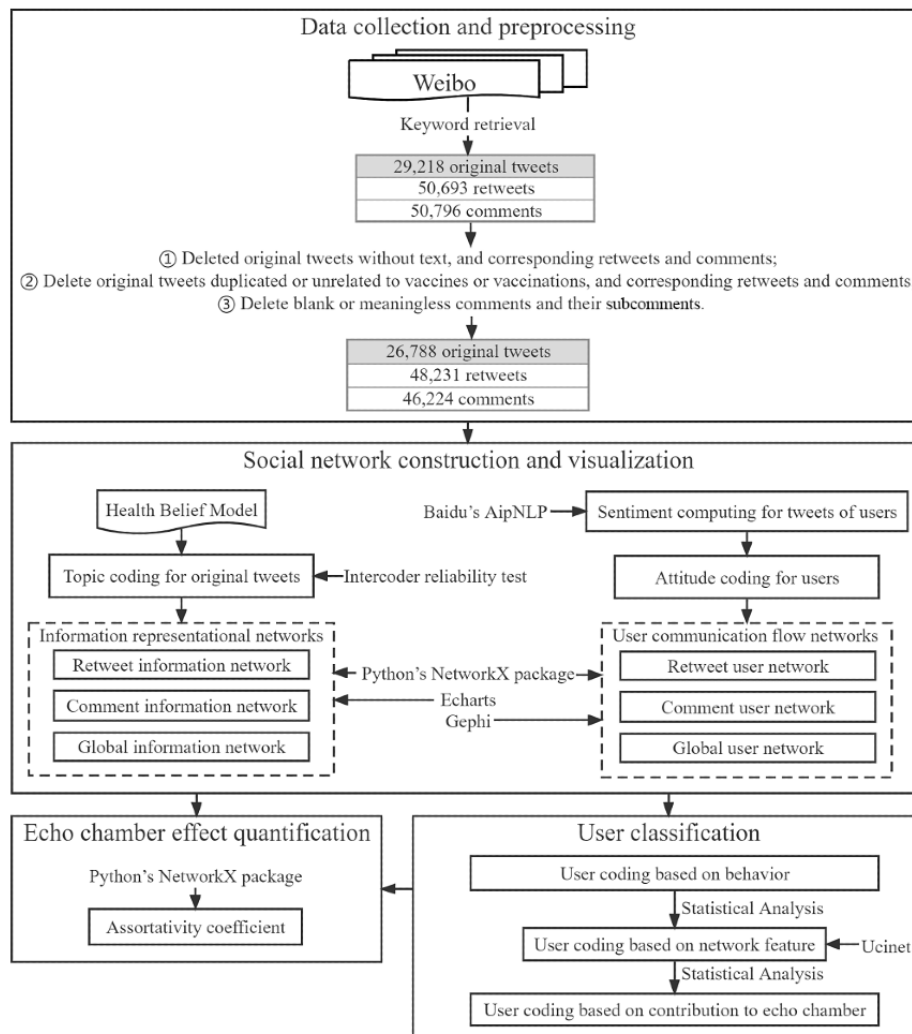 Data collection and preprocessing
Weibo
Keyword retrieval
29,218 original tweets
50,693 retweets
50,796 comments
① Deleted original tweets without text, and corresponding retweets and comments;
② Delete original tweets duplicated or unrelated to vaccines or vaccinations, and corresponding retweets and comments
③ Delete blank or meaningless comments and their subcomments.
26,788 original tweets
48,231 retweets
46,224 comments
Social network construction and visualization
Health Belief Model
Topic coding for original tweets
Intercoder reliability test
Baidu's AipNLP
Sentiment computing for tweets of users
Attitude coding for users
Information representational networks
Retweet information network
Comment information network
Global information network
Python's NetworkX package
Echarts
Gephi
User communication flow networks
Retweet user network
Comment user network
Global user network
Echo chamber effect quantification
Python's NetworkX package
Assortativity coefficient
User classification
User coding based on behavior
Statistical Analysis
User coding based on network feature
Ucinet
Statistical Analysis
User coding based on contribution to echo chamber